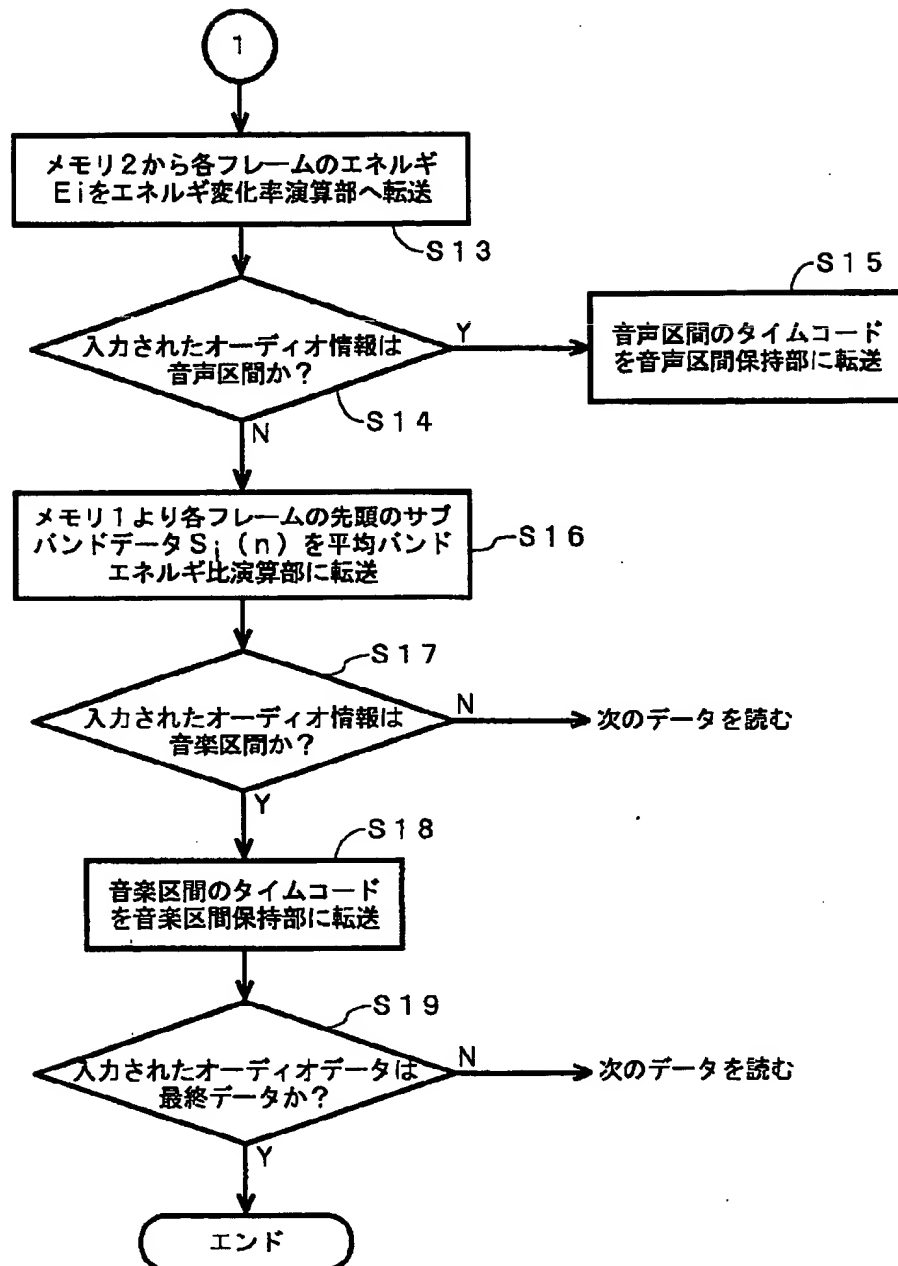 1
メモリ2から各フレームのエネルギ
Eiをエネルギ変化率演算部へ転送
S13
入力されたオーディオ情報は
音声区間か?
S14
Y
N
S15
音声区間のタイムコード
を音声区間保持部に転送
メモリ1より各フレームの先頭のサブ
バンドデータSi(n)を平均バンド
エネルギ比演算部に転送
S16
S17
入力されたオーディオ情報は
音楽区間か?
N
次のデータを読む
Y
S18
音楽区間のタイムコード
を音楽区間保持部に転送
S19
入力されたオーディオデータは
最終データか?
N
次のデータを読む
Y
エンド